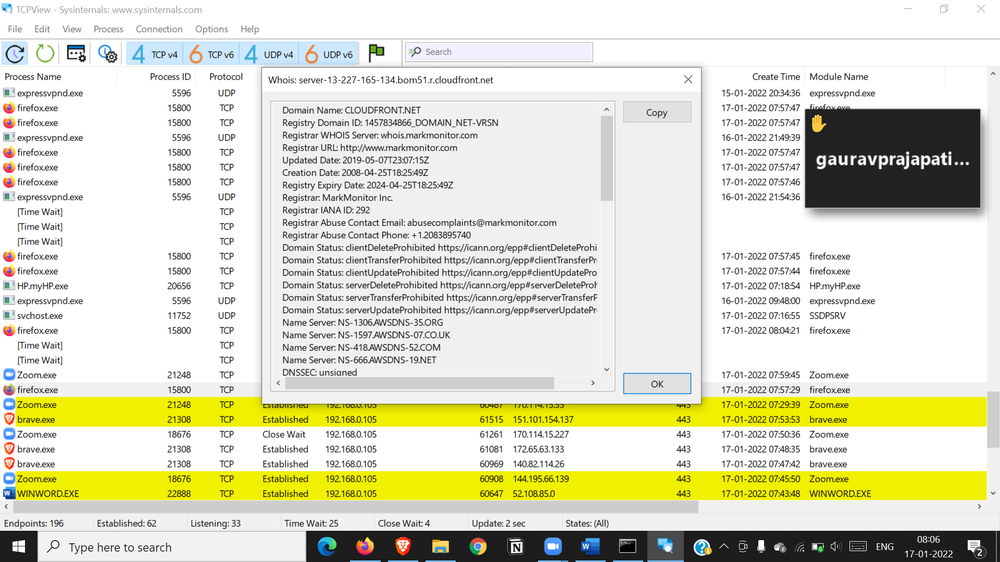 TCPView - Sysinternals: www.sysinternals.com
File Edit View Process Connection Options Help
4 TCP v4 6 TCP v6 4 UDP v4 6 UDP v6 Search
Process Name Process ID Protocol Create Time Module Name
Whois: server-13-227-165-134.bom51.r.cloudfront.net
Domain Name: CLOUDFRONT.NET
Registry Domain ID: 1457834866_DOMAIN_NET-VRSN
Registrar WHOIS Server: whois.markmonitor.com
Registrar URL: http://www.markmonitor.com
Updated Date: 2019-05-07T23:07:15Z
Creation Date: 2008-04-25T18:25:49Z
Registry Expiry Date: 2024-04-25T18:25:49Z
Registrar: MarkMonitor Inc.
Registrar IANA ID: 292
Registrar Abuse Contact Email: abusecomplaints@markmonitor.com
Registrar Abuse Contact Phone: +1.2083895740
Domain Status: clientDeleteProhibited https://icann.org/epp#clientDeleteProhi
Domain Status: clientTransferProhibited https://icann.org/epp#clientTransferPr
Domain Status: clientUpdateProhibited https://icann.org/epp#clientUpdatePro
Domain Status: serverDeleteProhibited https://icann.org/epp#serverDeleteProh
Domain Status: serverTransferProhibited https://icann.org/epp#serverTransferP
Domain Status: serverUpdateProhibited https://icann.org/epp#serverUpdatePr
Name Server: NS-1306.AWSDNS-35.ORG
Name Server: NS-1597.AWSDNS-07.CO.UK
Name Server: NS-418.AWSDNS-52.COM
Name Server: NS-666.AWSDNS-19.NET
DNSSEC: unsigned
Copy
OK
gauravprajapati...
expressvpnd.exe 5596 UDP 15-01-2022 20:34:36 expressvpnd.exe
firefox.exe 15800 TCP 17-01-2022 07:57:47 firefox.exe
firefox.exe 15800 TCP 17-01-2022 07:57:47
expressvpnd.exe 5596 UDP 16-01-2022 21:49:39
firefox.exe 15800 TCP 17-01-2022 07:57:47
firefox.exe 15800 TCP 17-01-2022 07:57:47
firefox.exe 15800 TCP 17-01-2022 07:57:46
expressvpnd.exe 5596 UDP 16-01-2022 21:54:36
[Time Wait] TCP
[Time Wait] TCP
[Time Wait] TCP
firefox.exe 15800 TCP 17-01-2022 07:57:45 firefox.exe
firefox.exe 15800 TCP 17-01-2022 07:57:44 firefox.exe
HP.myHP.exe 20656 TCP 17-01-2022 07:18:54 HP.myHP.exe
expressvpnd.exe 5596 UDP 16-01-2022 09:48:00 expressvpnd.exe
svchost.exe 11752 UDP 17-01-2022 07:16:55 SSDPSRV
firefox.exe 15800 TCP 17-01-2022 08:04:21 firefox.exe
[Time Wait] TCP
[Time Wait] TCP
Zoom.exe 21248 TCP 17-01-2022 07:59:45 Zoom.exe
firefox.exe 15800 TCP 17-01-2022 07:57:29 firefox.exe
Zoom.exe 21248 TCP Established 192.168.0.105 60487 170.114.15.55 443 17-01-2022 07:29:39 Zoom.exe
brave.exe 21308 TCP Established 192.168.0.105 61515 151.101.154.137 443 17-01-2022 07:53:53 brave.exe
Zoom.exe 18676 TCP Close Wait 192.168.0.105 61261 170.114.15.227 443 17-01-2022 07:50:36 Zoom.exe
brave.exe 21308 TCP Established 192.168.0.105 61081 172.65.63.133 443 17-01-2022 07:48:35 brave.exe
brave.exe 21308 TCP Established 192.168.0.105 60969 140.82.114.26 443 17-01-2022 07:47:42 brave.exe
Zoom.exe 18676 TCP Established 192.168.0.105 60908 144.195.66.139 443 17-01-2022 07:45:50 Zoom.exe
WINWORD.EXE 22888 TCP Established 192.168.0.105 60647 52.108.85.0 443 17-01-2022 07:43:48 WINWORD.EXE
Endpoints: 196 Established: 62 Listening: 33 Time Wait: 25 Close Wait: 4 Update: 2 sec States: (All)
Type here to search
ENG
08:06
17-01-2022
2